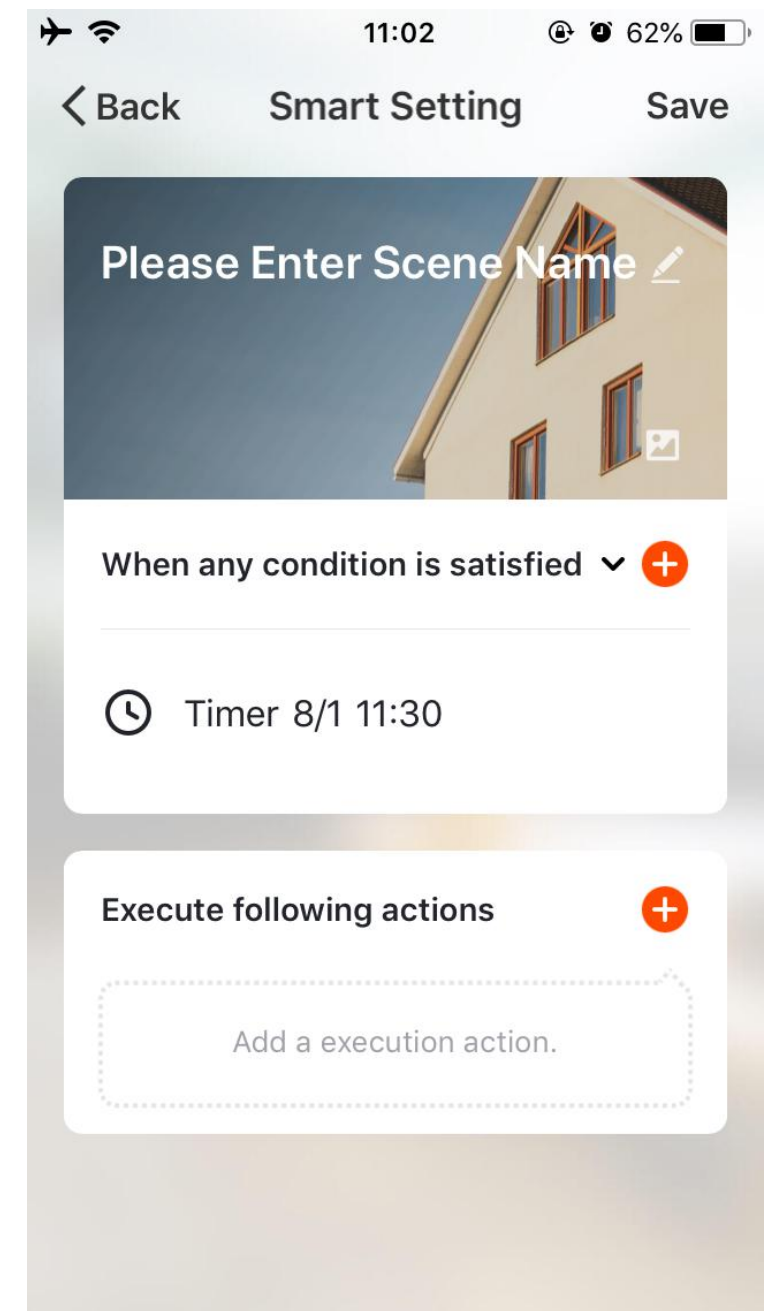 11:02 62%
Back Smart Setting Save
Please Enter Scene Name
When any condition is satisfied
Timer 8/1 11:30
Execute following actions
Add a execution action.